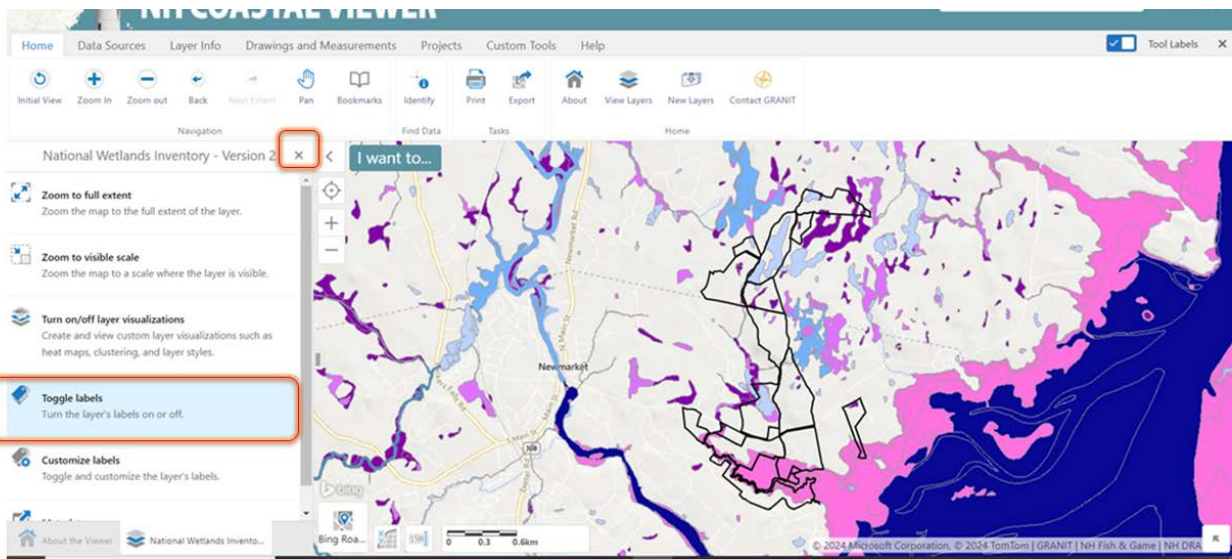 NH COASTAL VIEWER
Home Data Sources Layer Info Drawings and Measurements Projects Custom Tools Help Tool Labels
Initial View Zoom In Zoom out Back Next Extent Pan Bookmarks Identify Print Export About View Layers New Layers Contact GRANIT
Navigation Find Data Tasks Home
National Wetlands Inventory - Version 2
I want to...
Zoom to full extent
Zoom the map to the full extent of the layer.
Zoom to visible scale
Zoom the map to a scale where the layer is visible.
Turn on/off layer visualizations
Create and view custom layer visualizations such as
heat maps, clustering, and layer styles.
Toggle labels
Turn the layer's labels on or off.
Customize labels
Toggle and customize the layer's labels.
About the Viewer
National Wetlands Invento...
Newmarket Rd
N Main St
Newmarket
S Main St
108
Exeter Rd
bing
Bing Roa...
0 0.3 0.6km
© 2024 Microsoft Corporation, © 2024 TomTom | GRANIT | NH Fish & Game | NH DRA